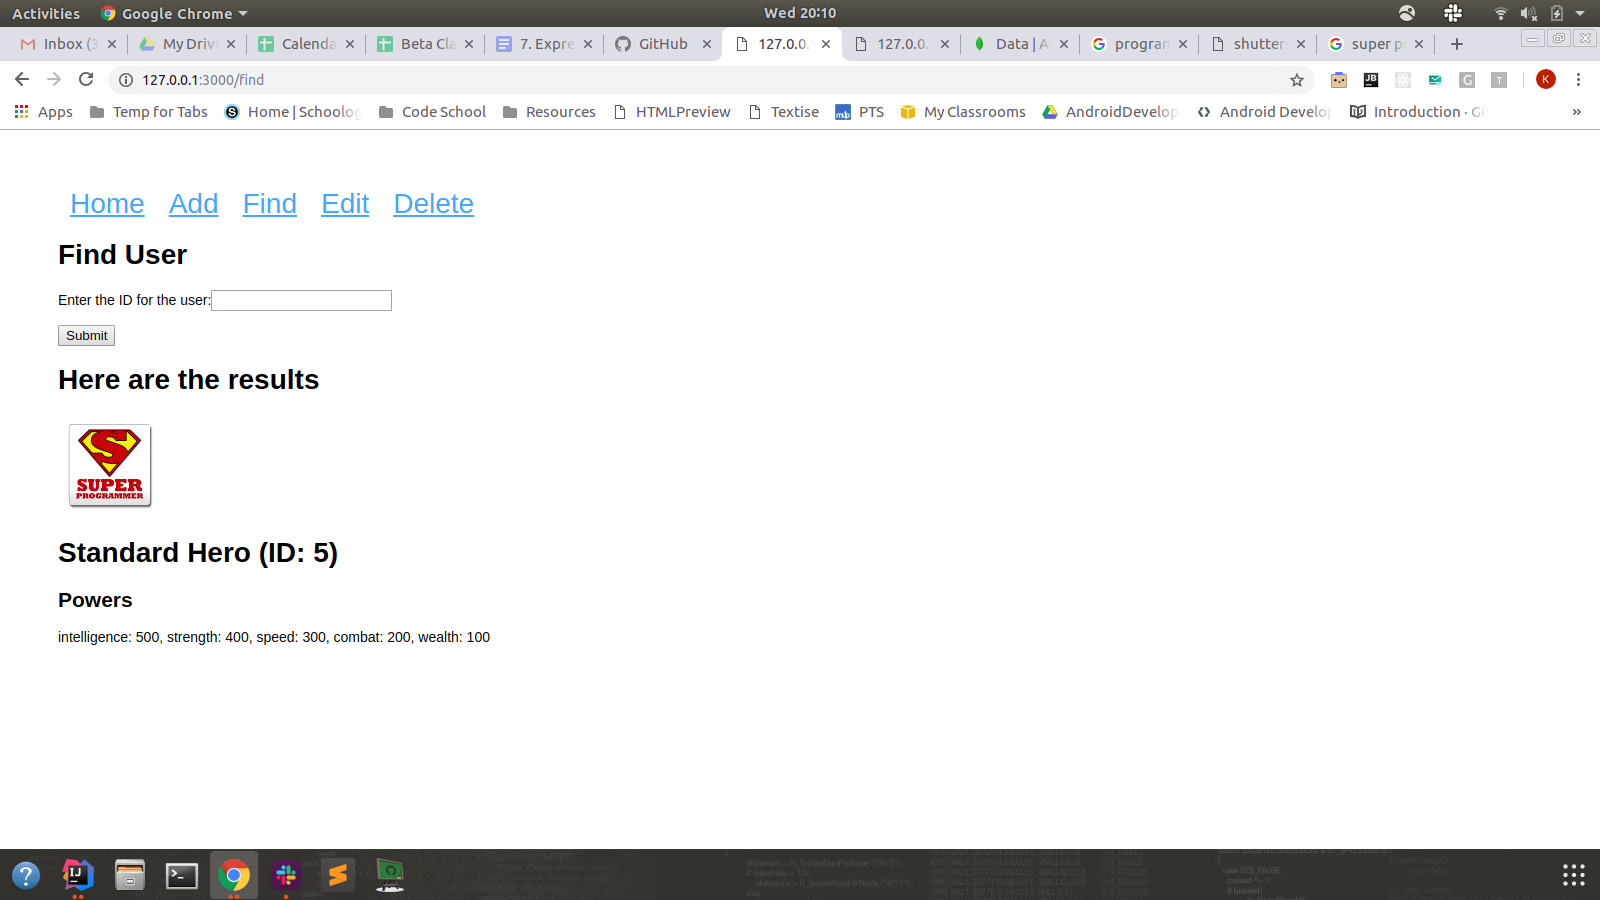 Activities Google Chrome Wed 20:10
Inbox (3 My Driv Calenda Beta Cla 7. Expre GitHub 127.0.0. 127.0.0. Data | A program shutter super p
127.0.0.1:3000/find K
Apps Temp for Tabs Home | Schoolog Code School Resources HTMLPreview Textise PTS My Classrooms AndroidDevelop Android Develop Introduction · Gi »
Home Add Find Edit Delete
Find User
Enter the ID for the user:
Submit
Here are the results
SUPER
PROGRAMMER
Standard Hero (ID: 5)
Powers
intelligence: 500, strength: 400, speed: 300, combat: 200, wealth: 100